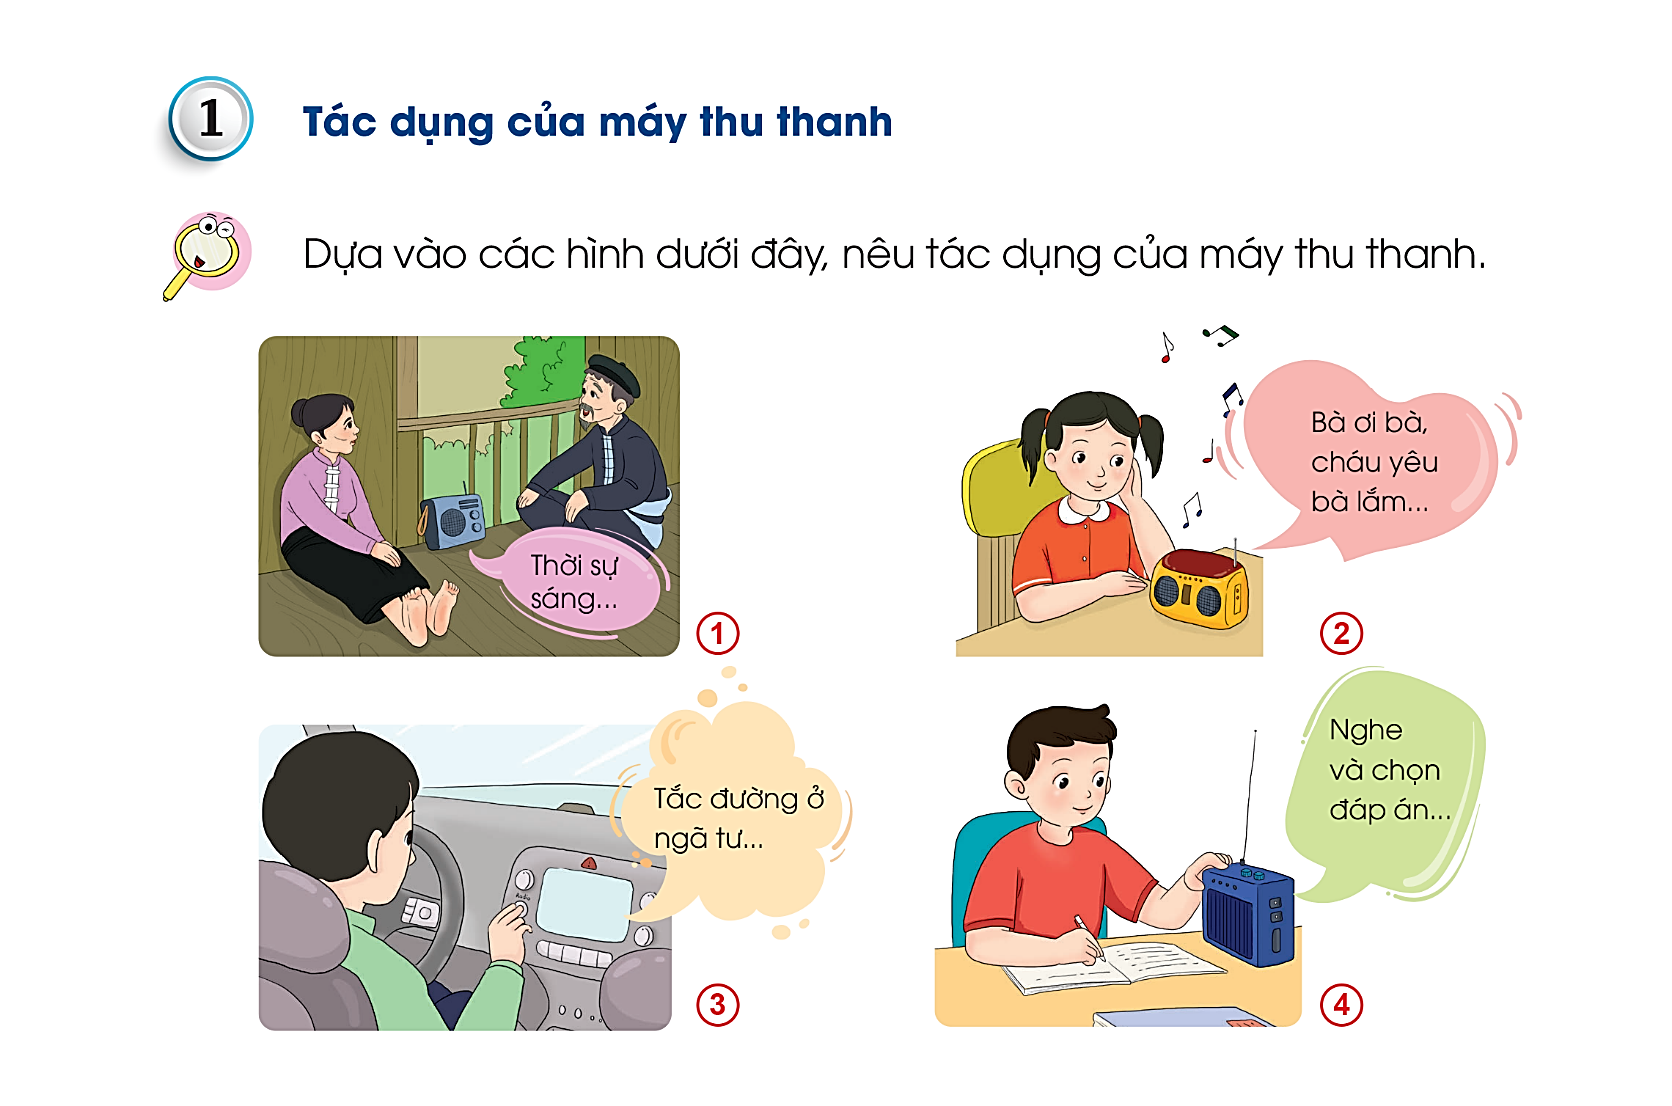 1
Tác dụng của máy thu thanh
Dựa vào các hình dưới đây, nêu tác dụng của máy thu thanh.
Thời sự
sáng...
1
Bà ơi bà,
cháu yêu
bà lắm...
2
Tắc đường ở
ngã tư...
Audio
3
Nghe
và chọn
đáp án...
4